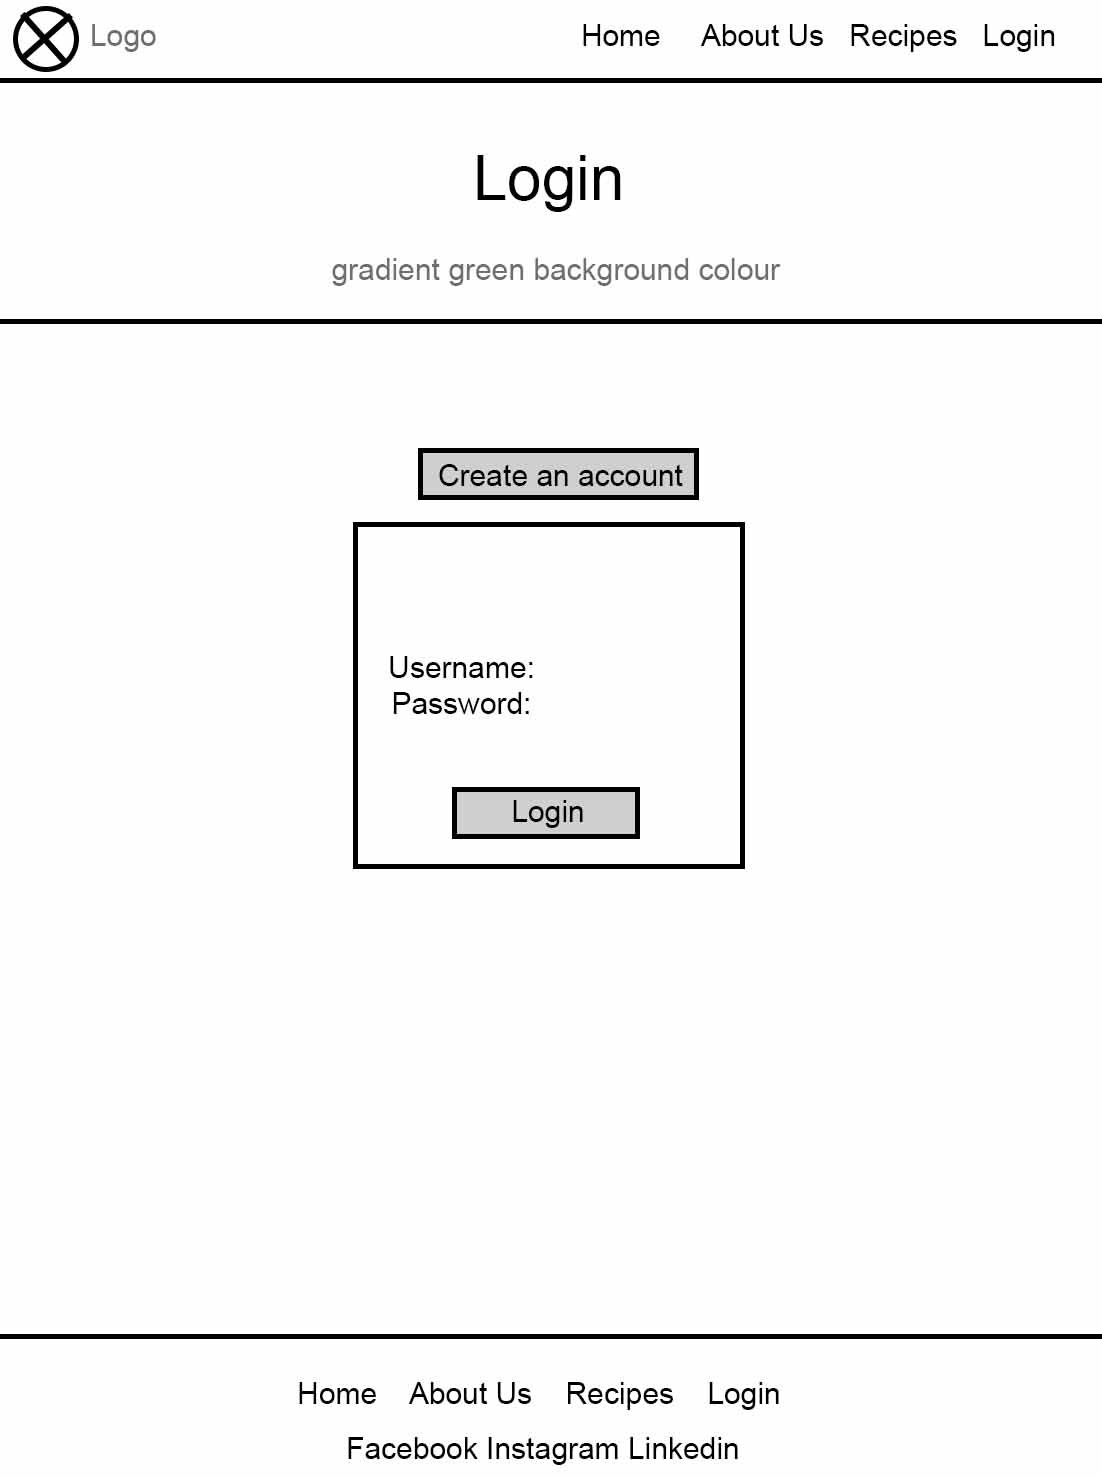 Logo Home About Us Recipes Login
Login
gradient green background colour
Create an account
Username:
Password:
Login
Home About Us Recipes Login
Facebook Instagram Linkedin